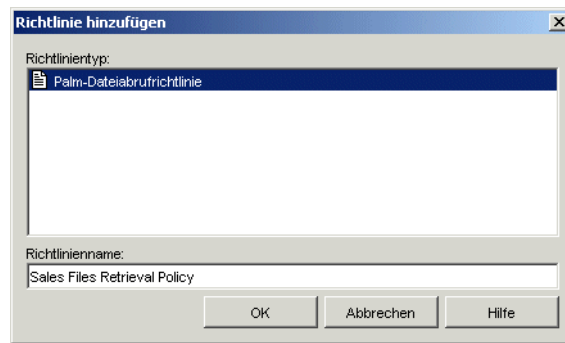 Richtlinie hinzufügen
Richtlinientyp:
Palm-Dateiabrufrichtlinie
Richtlinienname:
Sales Files Retrieval Policy
OK Abbrechen Hilfe